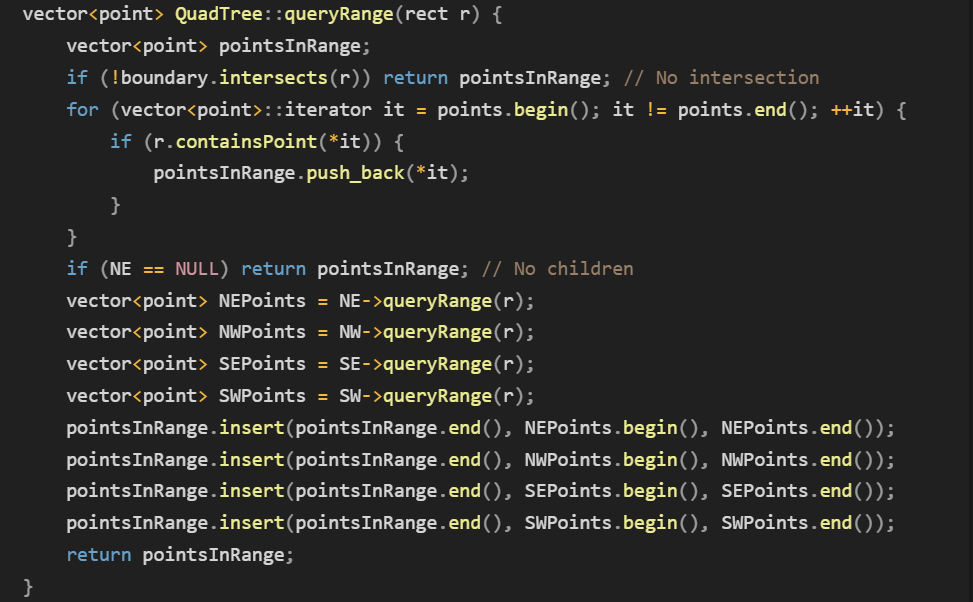 vector<point> QuadTree::queryRange(rect r) {
    vector<point> pointsInRange;
    if (!boundary.intersects(r)) return pointsInRange; // No intersection
    for (vector<point>::iterator it = points.begin(); it != points.end(); ++it) {
        if (r.containsPoint(*it)) {
            pointsInRange.push_back(*it);
        }
    }
    if (NE == NULL) return pointsInRange; // No children
    vector<point> NEPoints = NE->queryRange(r);
    vector<point> NWPoints = NW->queryRange(r);
    vector<point> SEPoints = SE->queryRange(r);
    vector<point> SWPoints = SW->queryRange(r);
    pointsInRange.insert(pointsInRange.end(), NEPoints.begin(), NEPoints.end());
    pointsInRange.insert(pointsInRange.end(), NWPoints.begin(), NWPoints.end());
    pointsInRange.insert(pointsInRange.end(), SEPoints.begin(), SEPoints.end());
    pointsInRange.insert(pointsInRange.end(), SWPoints.begin(), SWPoints.end());
    return pointsInRange;
}